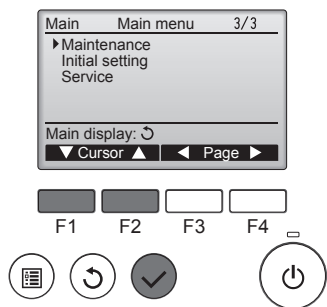 Main Main menu 3/3
Maintenance
Initial setting
Service
Main display:
Cursor Page
F1 F2 F3 F4